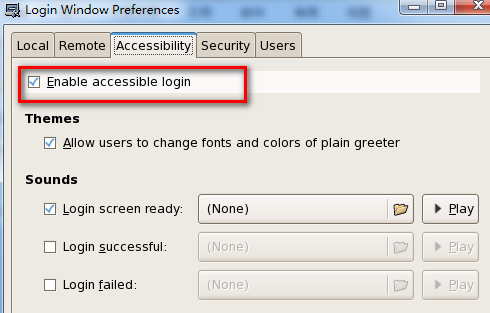 Login Window Preferences
Local Remote Accessibility Security Users
Enable accessible login
Themes
Allow users to change fonts and colors of plain greeter
Sounds
Login screen ready: (None) Play
Login successful: (None) Play
Login failed: (None) Play